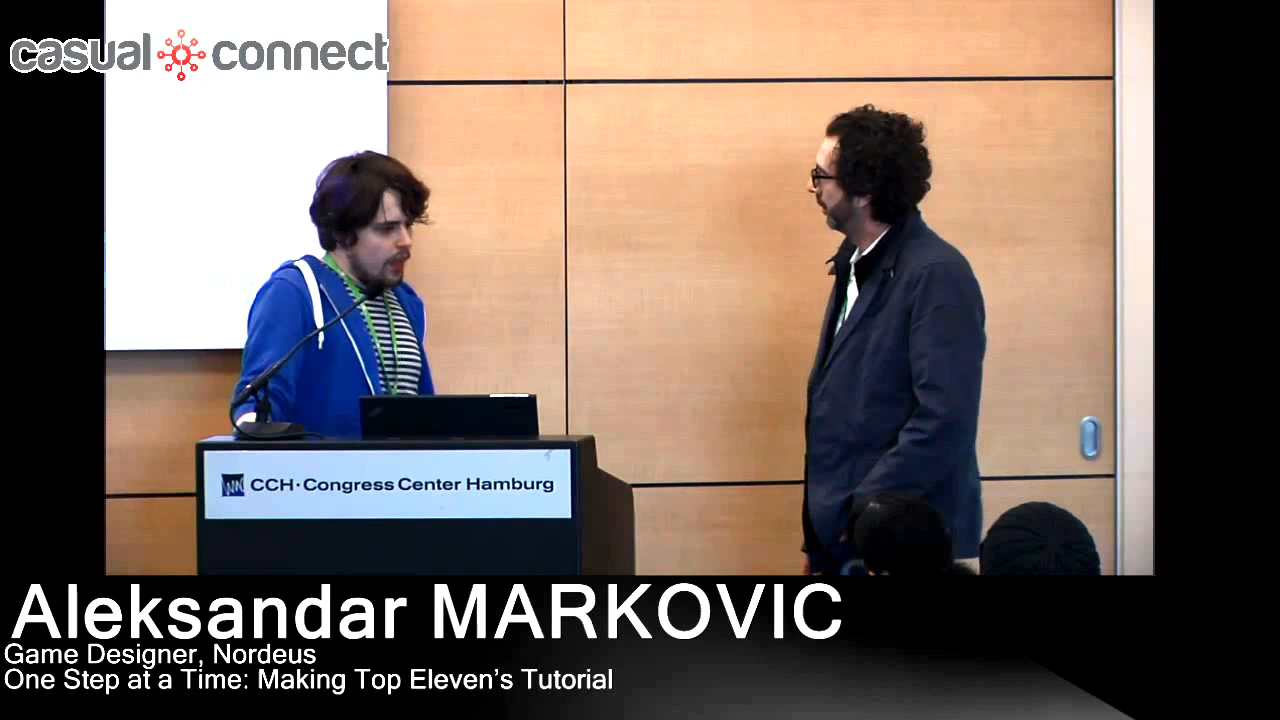 casual connect
CCH·Congress Center Hamburg
Aleksandar MARKOVIC
Game Designer, Nordeus
One Step at a Time: Making Top Eleven’s Tutorial